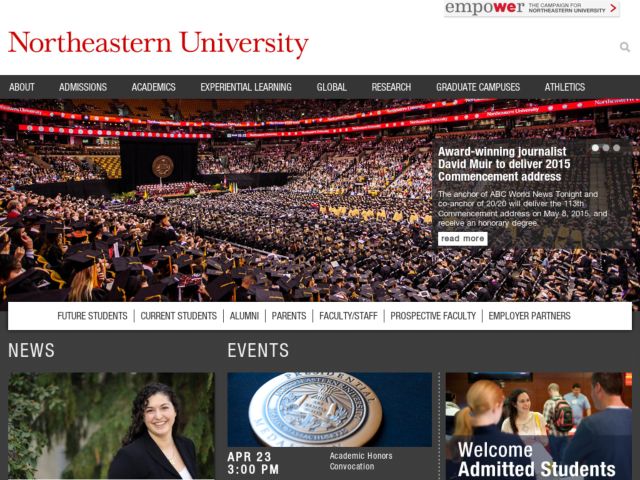 empower THE CAMPAIGN FOR
NORTHEASTERN UNIVERSITY
Northeastern University
ABOUT ADMISSIONS ACADEMICS EXPERIENTIAL LEARNING GLOBAL RESEARCH GRADUATE CAMPUSES ATHLETICS
Award-winning journalist
David Muir to deliver 2015
Commencement address
The anchor of ABC World News Tonight and
co-anchor of 20/20 will deliver the 113th
Commencement address on May 8, 2015, and
receive an honorary degree.
read more
FUTURE STUDENTS CURRENT STUDENTS ALUMNI PARENTS FACULTY/STAFF PROSPECTIVE FACULTY EMPLOYER PARTNERS
NEWS EVENTS
APR 23
3:00 PM
Academic Honors
Convocation
Welcome
Admitted Students